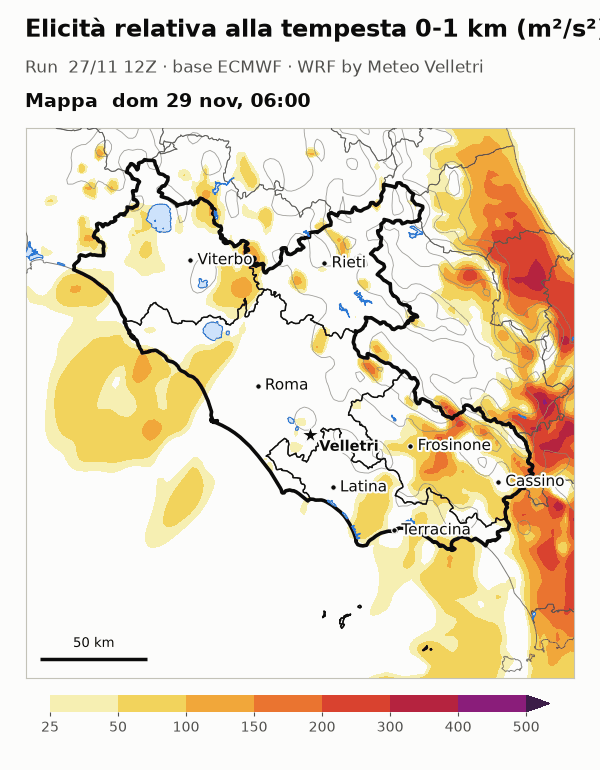 Elicità relativa alla tempesta 0-1 km (m²/s²)
Run 27/11 12Z · base ECMWF · WRF by Meteo Velletri
Mappa dom 29 nov, 06:00
Viterbo
Rieti
Roma
Velletri
Frosinone
Cassino
Latina
Terracina
50 km
25 50 100 150 200 300 400 500